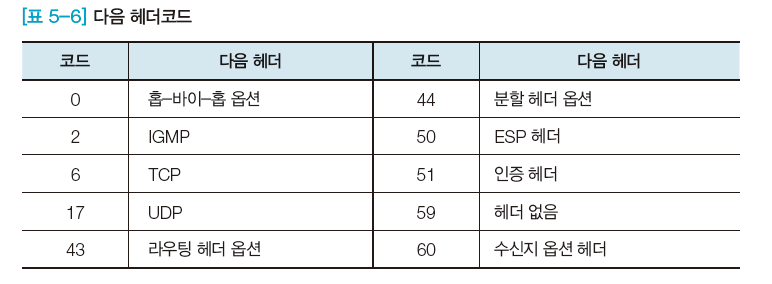 [표 5-6] 다음 헤더코드
코드 다음 헤더 코드 다음 헤더
0 홉-바이-홉 옵션 44 분할 헤더 옵션
2 IGMP 50 ESP 헤더
6 TCP 51 인증 헤더
17 UDP 59 헤더 없음
43 라우팅 헤더 옵션 60 수신지 옵션 헤더